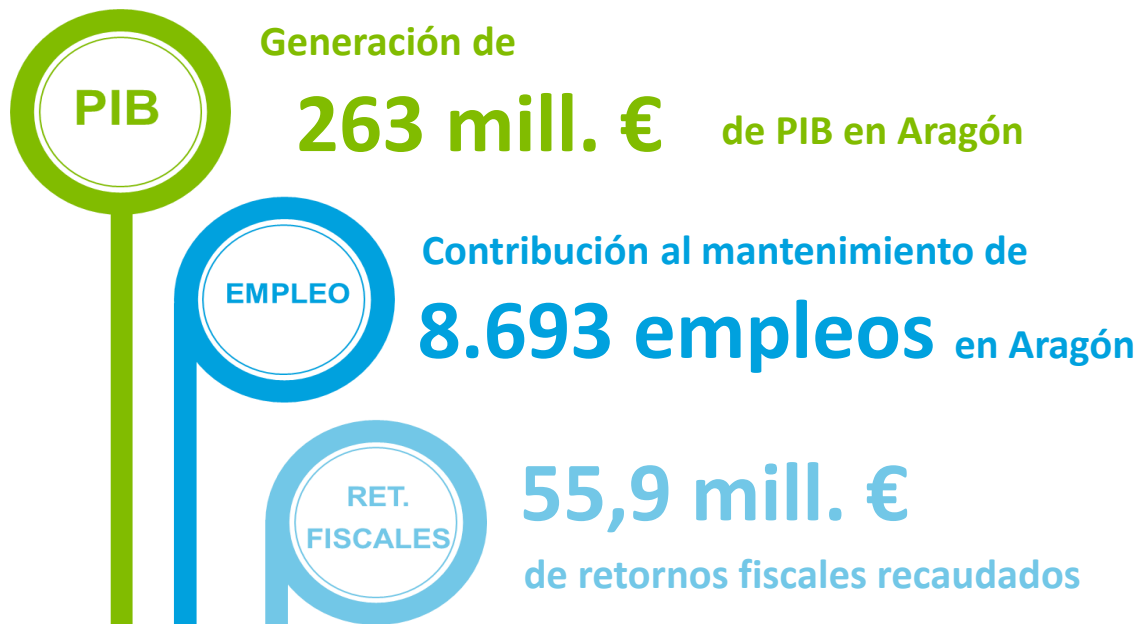 PIB
Generación de
263 mill. € de PIB en Aragón
EMPLEO
Contribución al mantenimiento de
8.693 empleos en Aragón
RET.
FISCALES
55,9 mill. €
de retornos fiscales recaudados